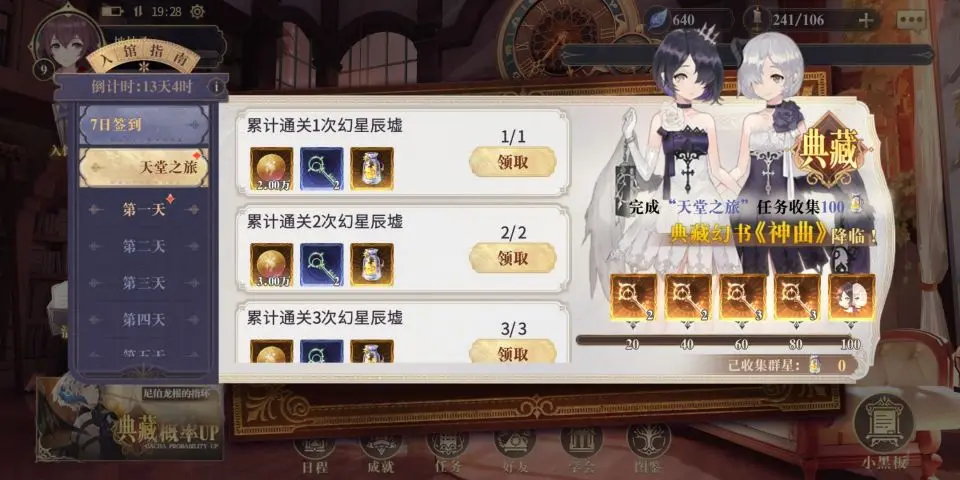 19:28
640
241/106
9
入馆指南
倒计时:13天4时
7日签到
天堂之旅
第一天
第二天
第三天
第四天
第五天
累计通关1次幻星辰墟
1/1
2.00万
2
领取
累计通关2次幻星辰墟
2/2
3.00万
2
领取
累计通关3次幻星辰墟
3/3
领取
典藏
完成“天堂之旅”任务收集100
典藏幻书《神曲》降临！
2
2
3
3
20
40
60
80
100
已收集群星：
0
尼伯龙根的指环
典藏概率UP
GACHA PROBABILITY UP
日程
成就
任务
好友
学会
图鉴
小黑板